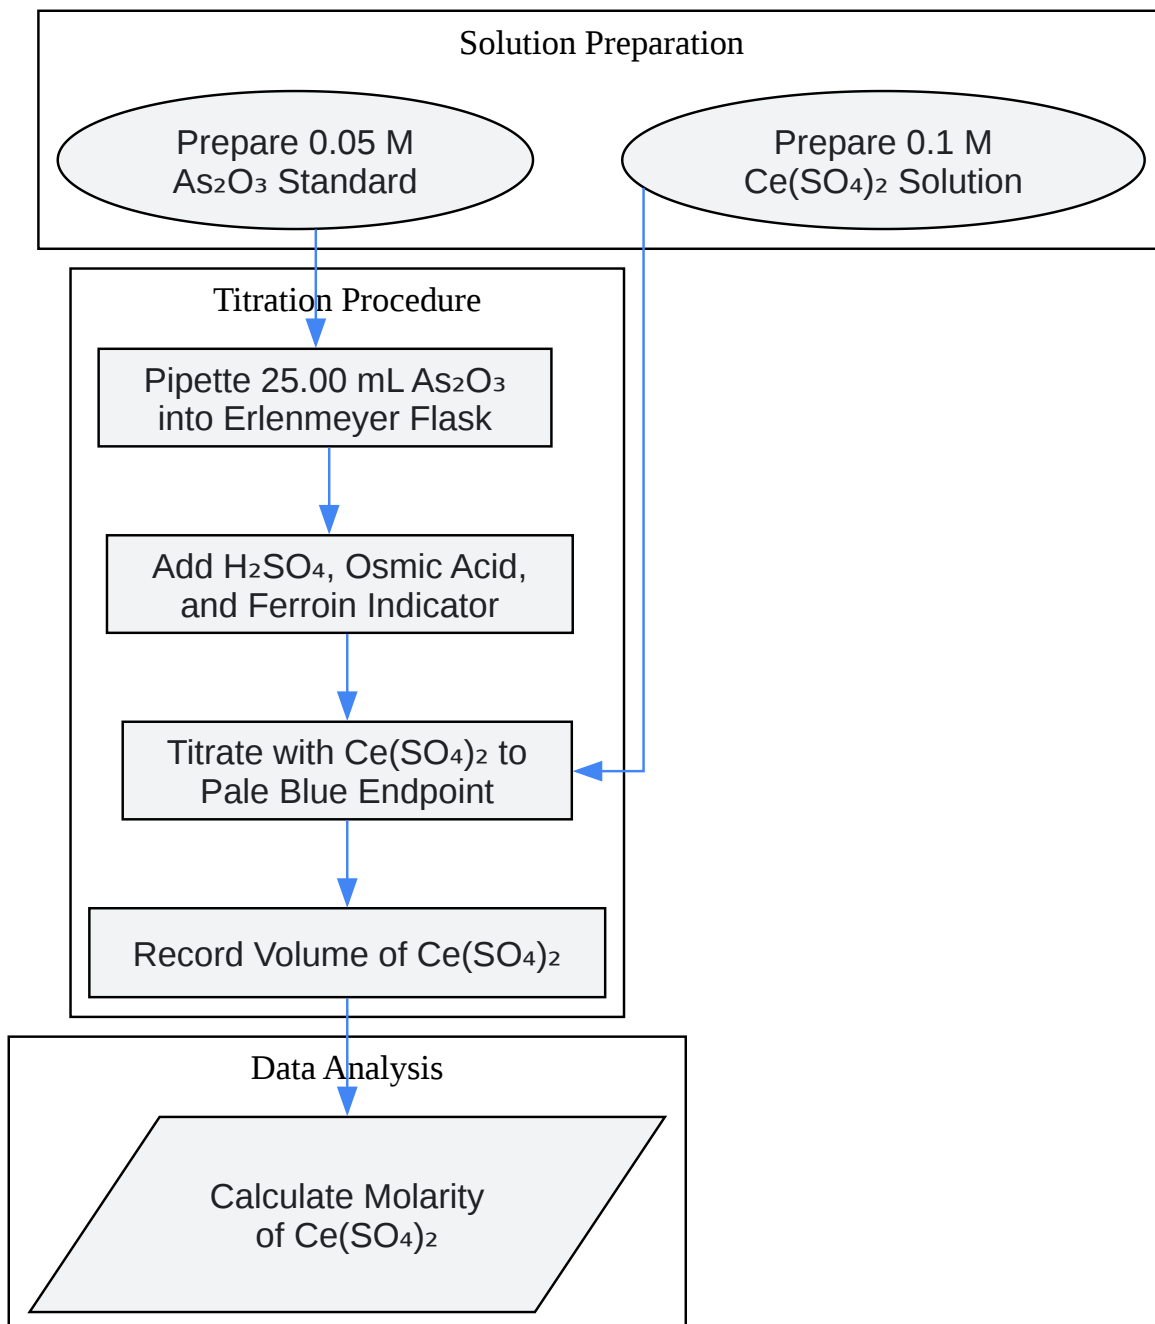 Solution Preparation
Prepare 0.05 M
As₂O₃ Standard
Prepare 0.1 M
Ce(SO₄)₂ Solution
Titration Procedure
Pipette 25.00 mL As₂O₃
into Erlenmeyer Flask
Add H₂SO₄, Osmic Acid,
and Ferroin Indicator
Titrate with Ce(SO₄)₂ to
Pale Blue Endpoint
Record Volume of Ce(SO₄)₂
Data Analysis
Calculate Molarity
of Ce(SO₄)₂